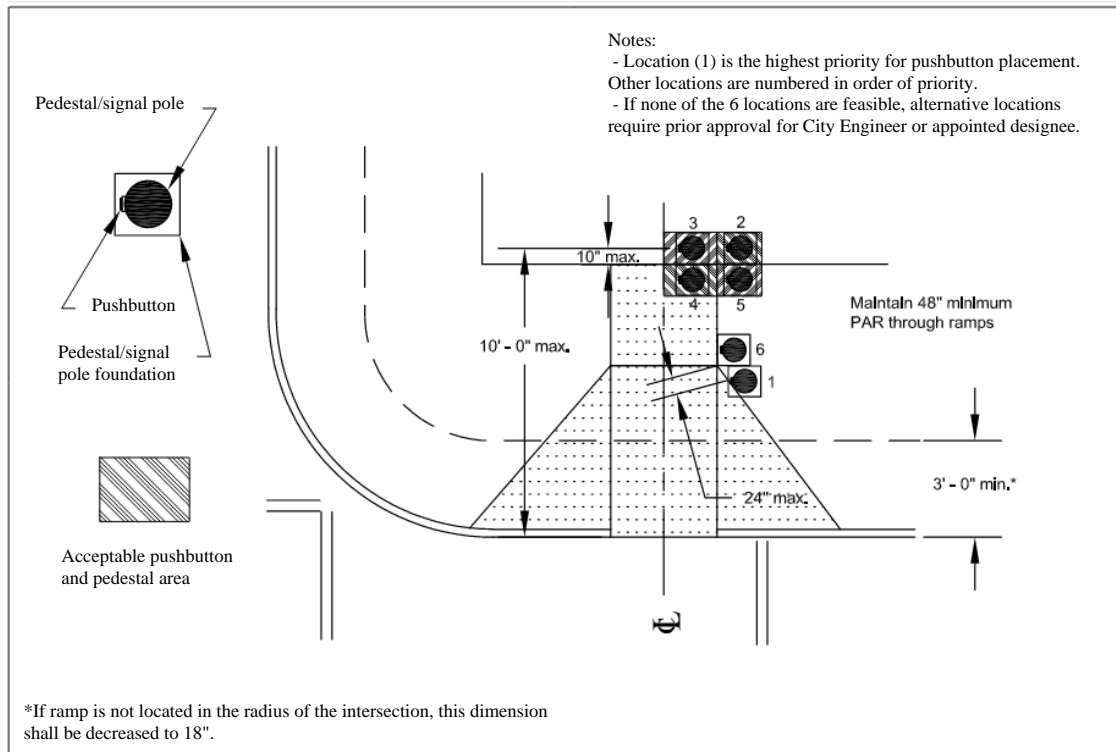 Notes:
- Location (1) is the highest priority for pushbutton placement.
Other locations are numbered in order of priority.
- If none of the 6 locations are feasible, alternative locations
require prior approval for City Engineer or appointed designee.
Pedestal/signal pole
Pushbutton
Pedestal/signal
pole foundation
Acceptable pushbutton
and pedestal area
3
2
10" max.
4
5
Maintain 48" minimum
PAR through ramps
10' - 0" max.
6
1
24" max.
3' - 0" min.*
CL
*If ramp is not located in the radius of the intersection, this dimension
shall be decreased to 18".